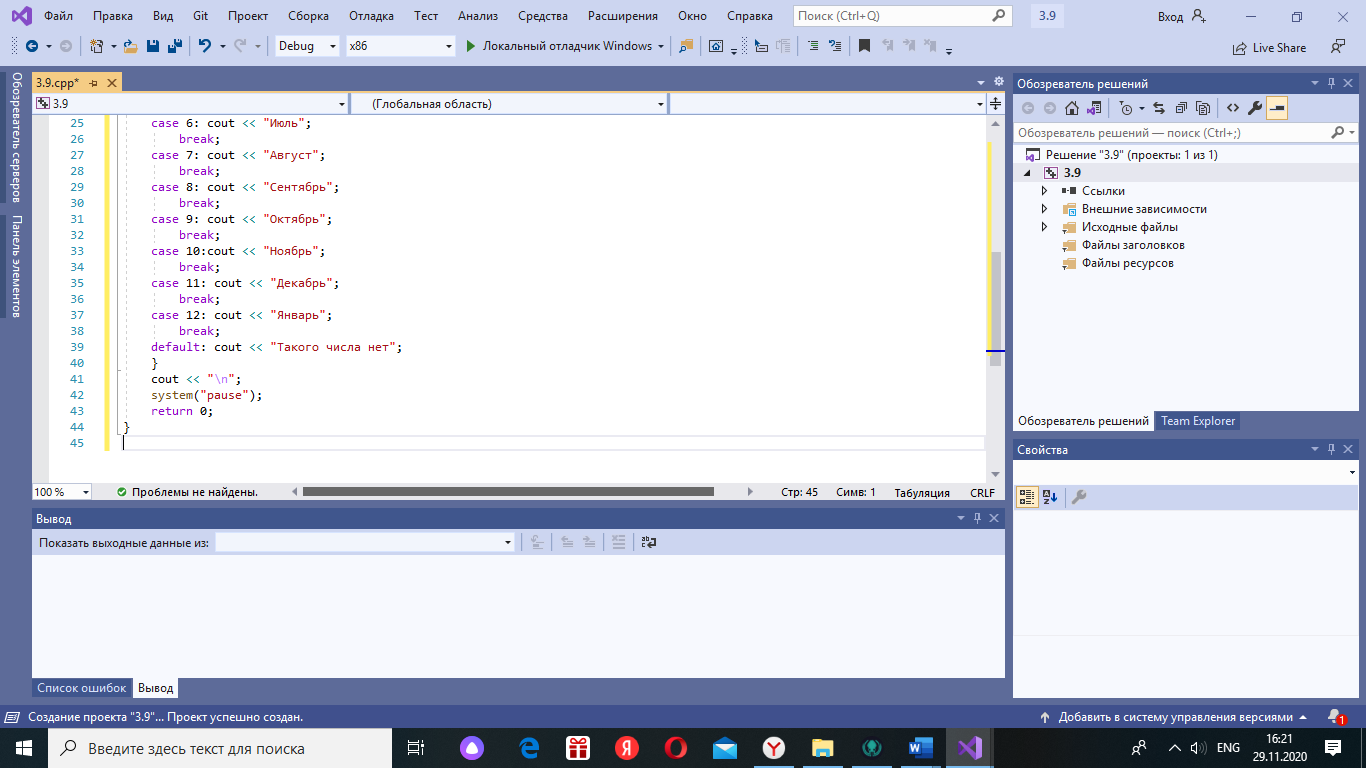 Файл Правка Вид Git Проект Сборка Отладка Тест Анализ Средства Расширения Окно Справка Поиск (Ctrl+Q) 3.9 Вход
Debug x86 Локальный отладчик Windows Live Share
Обозреватель серверов
Панель элементов
3.9.cpp*
3.9 (Глобальная область)
25 case 6: cout << "Июль";
26 break;
27 case 7: cout << "Август";
28 break;
29 case 8: cout << "Сентябрь";
30 break;
31 case 9: cout << "Октябрь";
32 break;
33 case 10:cout << "Ноябрь";
34 break;
35 case 11: cout << "Декабрь";
36 break;
37 case 12: cout << "Январь";
38 break;
39 default: cout << "Такого числа нет";
40 }
41 cout << "\n";
42 system("pause");
43 return 0;
44 }
45
100 % Проблемы не найдены. Стр: 45 Симв: 1 Табуляция CRLF
Вывод
Показать выходные данные из:
Список ошибок Вывод
Обозреватель решений
Обозреватель решений — поиск (Ctrl+;)
Решение "3.9" (проекты: 1 из 1)
3.9
Ссылки
Внешние зависимости
Исходные файлы
Файлы заголовков
Файлы ресурсов
Обозреватель решений Team Explorer
Свойства
Создание проекта "3.9"... Проект успешно создан. Добавить в систему управления версиями 1
Введите здесь текст для поиска ENG 16:21
29.11.2020